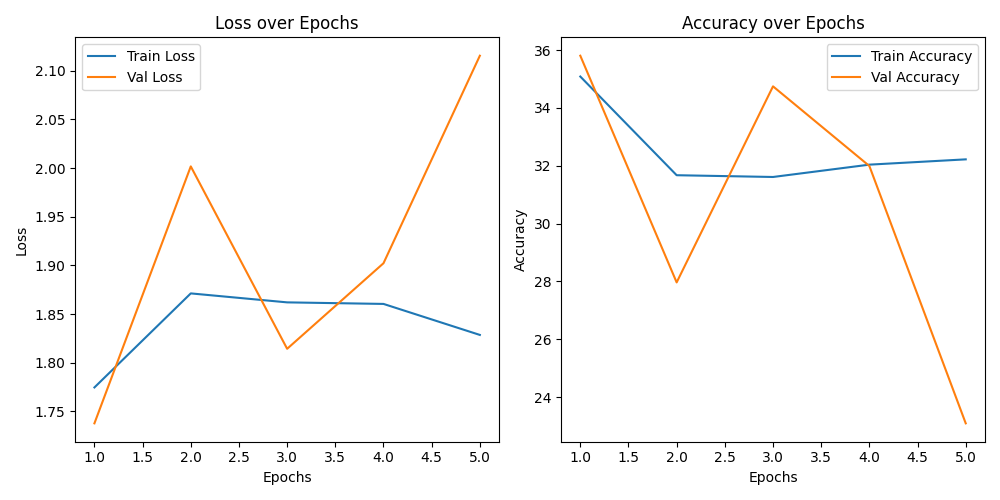 Loss over Epochs
Train Loss
Val Loss
2.10
2.05
2.00
1.95
1.90
1.85
1.80
1.75
Loss
1.0 1.5 2.0 2.5 3.0 3.5 4.0 4.5 5.0
Epochs
Accuracy over Epochs
Train Accuracy
Val Accuracy
36
34
32
30
28
26
24
Accuracy
1.0 1.5 2.0 2.5 3.0 3.5 4.0 4.5 5.0
Epochs